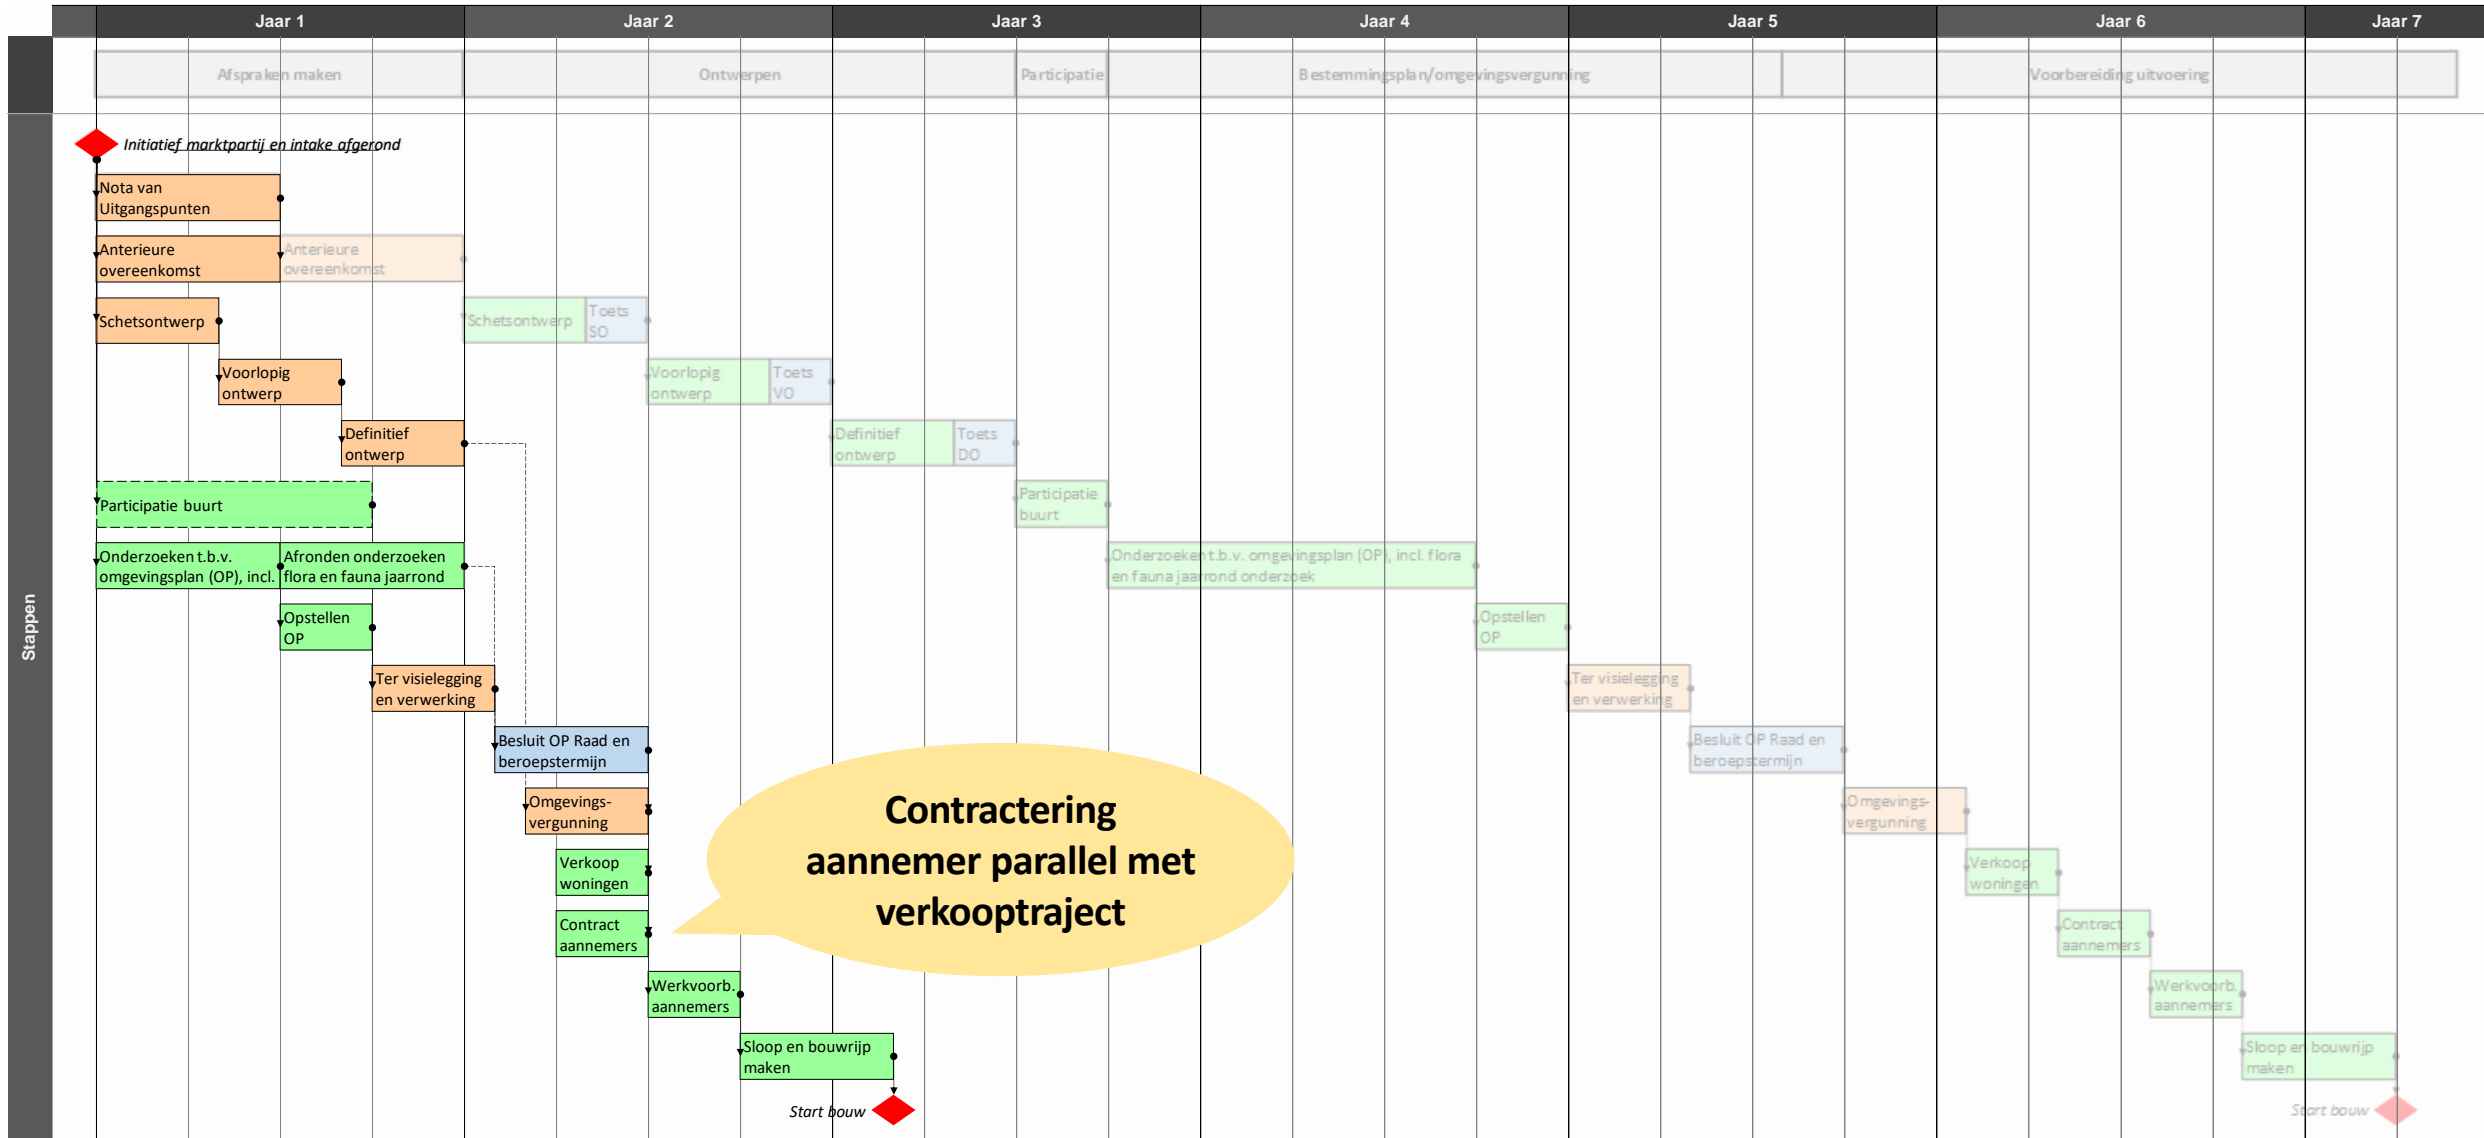 Jaar 1
Jaar 2
Jaar 3
Jaar 4
Jaar 5
Jaar 6
Jaar 7
Afspraken maken
Ontwerpen
Participatie
Bestemmingsplan/omgevingsvergunning
Voorbereiding uitvoering
Stappen
Initiatief marktpartij en intake afgerond
Nota van
Uitgangspunten
Anterieure
overeenkomst
Anterieure
overeenkomst
Schetsontwerp
Schetsontwerp
Toets
SO
Voorlopig
ontwerp
Voorlopig
ontwerp
Toets
VO
Definitief
ontwerp
Definitief
ontwerp
Toets
DO
Participatie buurt
Participatie
buurt
Onderzoeken t.b.v.
omgevingsplan (OP), incl.
Afronden onderzoeken
flora en fauna jaarrond
Onderzoeken t.b.v. omgevingsplan (OP), incl. flora
en fauna jaarrond onderzoek
Opstellen
OP
Opstellen
OP
Ter visielegging
en verwerking
Ter visielegging
en verwerking
Besluit OP Raad en
beroepstermijn
Besluit OP Raad en
beroepstermijn
Omgevings-
vergunning
Omgevings-
vergunning
Contractering
aannemer parallel met
verkooptraject
Verkoop
woningen
Verkoop
woningen
Contract
aannemers
Contract
aannemers
Werkvoorb.
aannemers
Werkvoorb.
aannemers
Sloop en bouwrijp
maken
Sloop en bouwrijp
maken
Start bouw
Start bouw